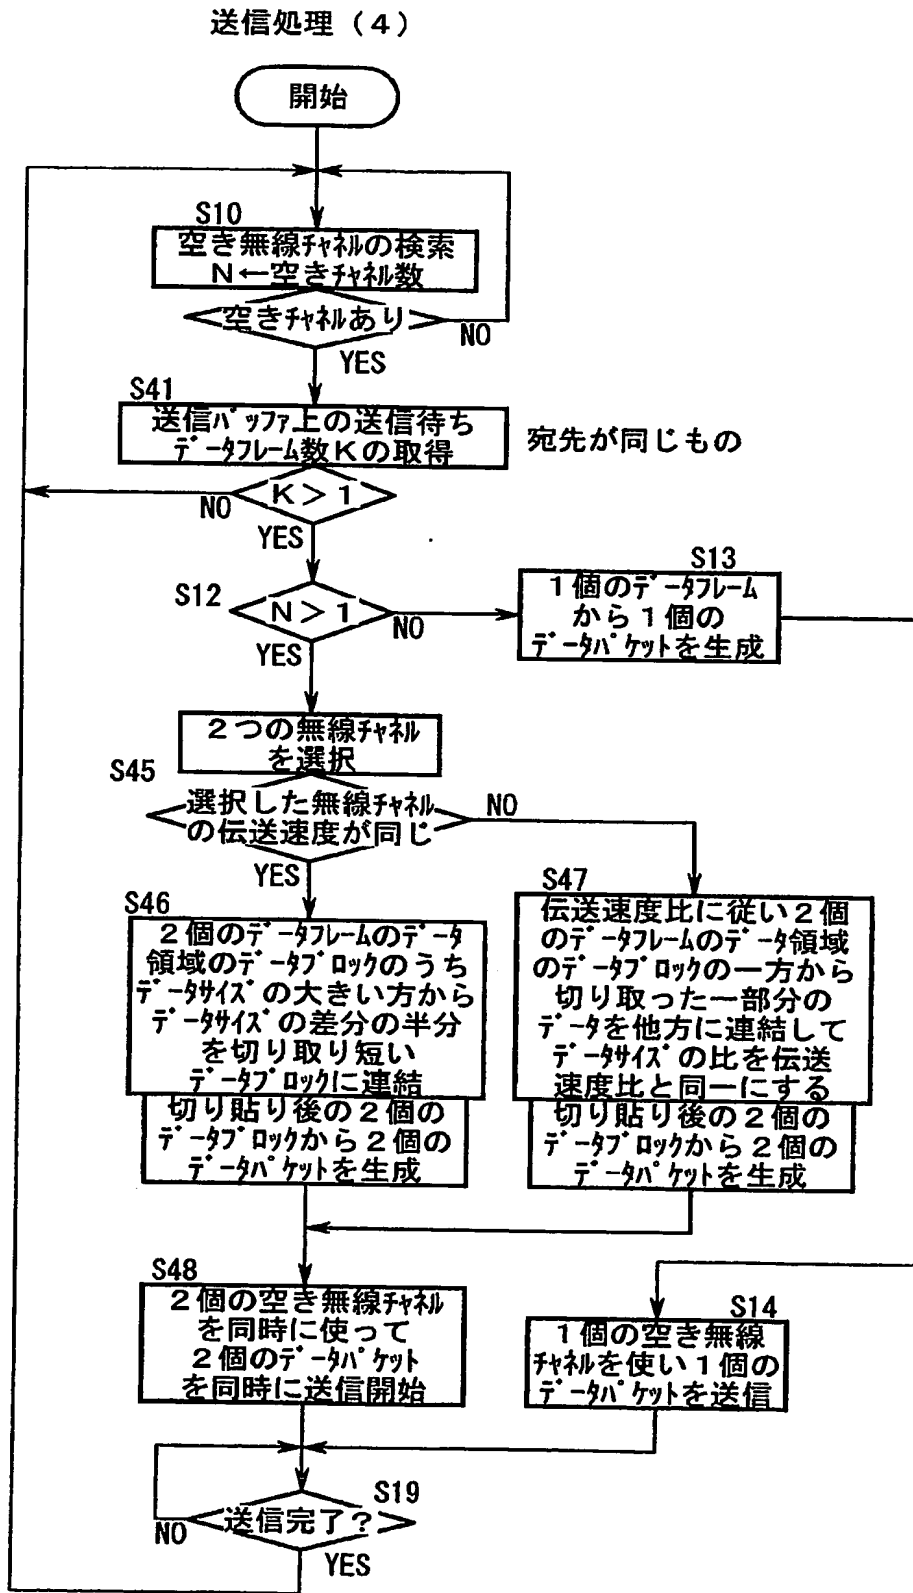 送信処理（４）
開始
S10
空き無線ﾁｬﾈﾙの検索
Ｎ←空きﾁｬﾈﾙ数
空きﾁｬﾈﾙあり
NO
YES
S41
送信ﾊﾞｯﾌｧ上の送信待ち
ﾃﾞｰﾀﾌﾚｰﾑ数Ｋの取得
宛先が同じもの
Ｋ＞１
NO
YES
S12
Ｎ＞１
NO
YES
S13
１個のﾃﾞｰﾀﾌﾚｰﾑ
から１個の
ﾃﾞｰﾀﾊﾟｹｯﾄを生成
２つの無線ﾁｬﾈﾙ
を選択
S45
選択した無線ﾁｬﾈﾙ
の伝送速度が同じ
NO
YES
S46
２個のﾃﾞｰﾀﾌﾚｰﾑのﾃﾞｰﾀ
領域のﾃﾞｰﾀﾌﾞﾛｯｸのうち
ﾃﾞｰﾀｻｲｽﾞの大きい方から
ﾃﾞｰﾀｻｲｽﾞの差分の半分
を切り取り短い
ﾃﾞｰﾀﾌﾞﾛｯｸに連結
切り貼り後の２個の
ﾃﾞｰﾀﾌﾞﾛｯｸから２個の
ﾃﾞｰﾀﾊﾟｹｯﾄを生成
S47
伝送速度比に従い２個
のﾃﾞｰﾀﾌﾚｰﾑのﾃﾞｰﾀ領域
のﾃﾞｰﾀﾌﾞﾛｯｸの一方から
切り取った一部分の
ﾃﾞｰﾀを他方に連結して
ﾃﾞｰﾀｻｲｽﾞの比を伝送
速度比と同一にする
切り貼り後の２個の
ﾃﾞｰﾀﾌﾞﾛｯｸから２個の
ﾃﾞｰﾀﾊﾟｹｯﾄを生成
S48
２個の空き無線ﾁｬﾈﾙ
を同時に使って
２個のﾃﾞｰﾀﾊﾟｹｯﾄ
を同時に送信開始
S14
１個の空き無線
ﾁｬﾈﾙを使い１個の
ﾃﾞｰﾀﾊﾟｹｯﾄを送信
S19
送信完了？
NO
YES